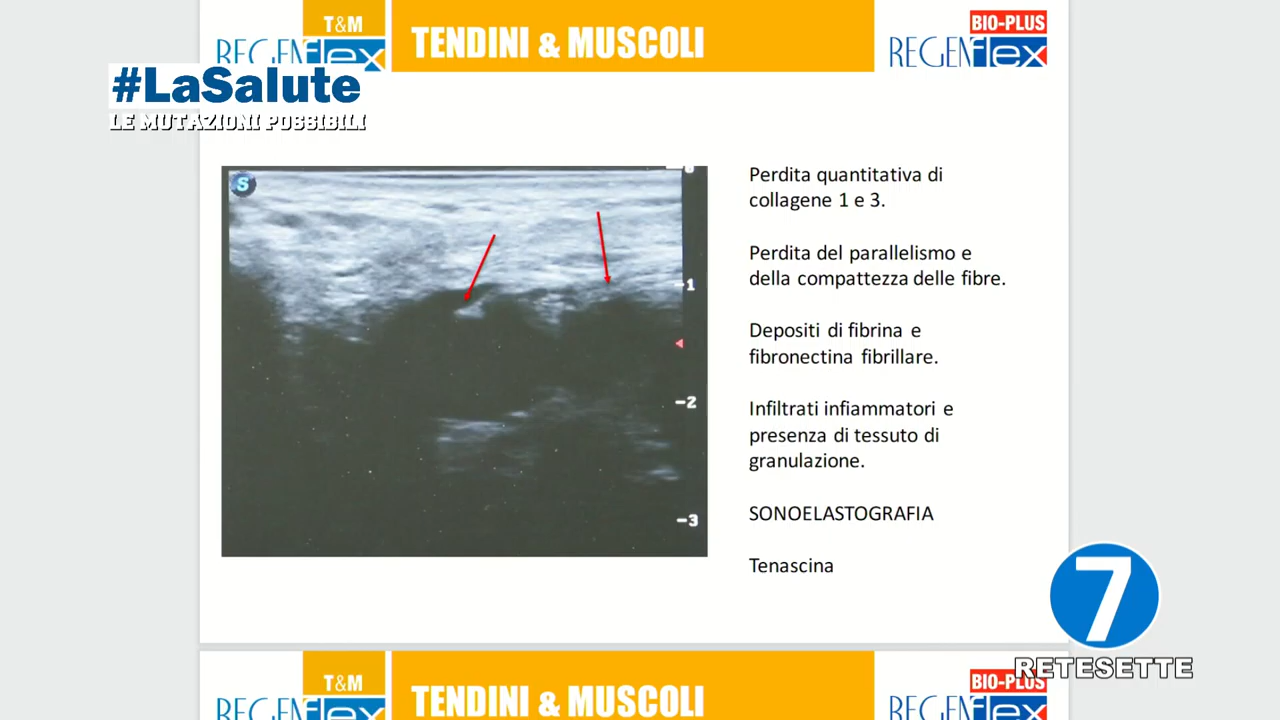 T&M
REGENflex
TENDINI & MUSCOLI
BIO-PLUS
REGENflex
#LaSalute
LE MUTAZIONI POSSIBILI
S
1
2
3
Perdita quantitativa di
collagene 1 e 3.
Perdita del parallelismo e
della compattezza delle fibre.
Depositi di fibrina e
fibronectina fibrillare.
Infiltrati infiammatori e
presenza di tessuto di
granulazione.
SONOELASTOGRAFIA
Tenascina
7
RETESETTE
T&M
REGENflex
TENDINI & MUSCOLI
BIO-PLUS
REGENflex